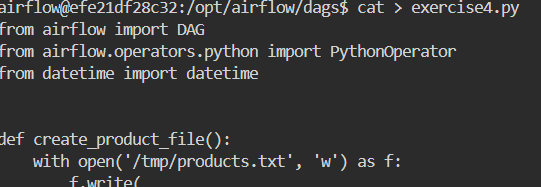 airflow@efe21df28c32:/opt/airflow/dags$ cat > exercise4.py
from airflow import DAG
from airflow.operators.python import PythonOperator
from datetime import datetime
def create_product_file():
    with open('/tmp/products.txt', 'w') as f:
        f.write(